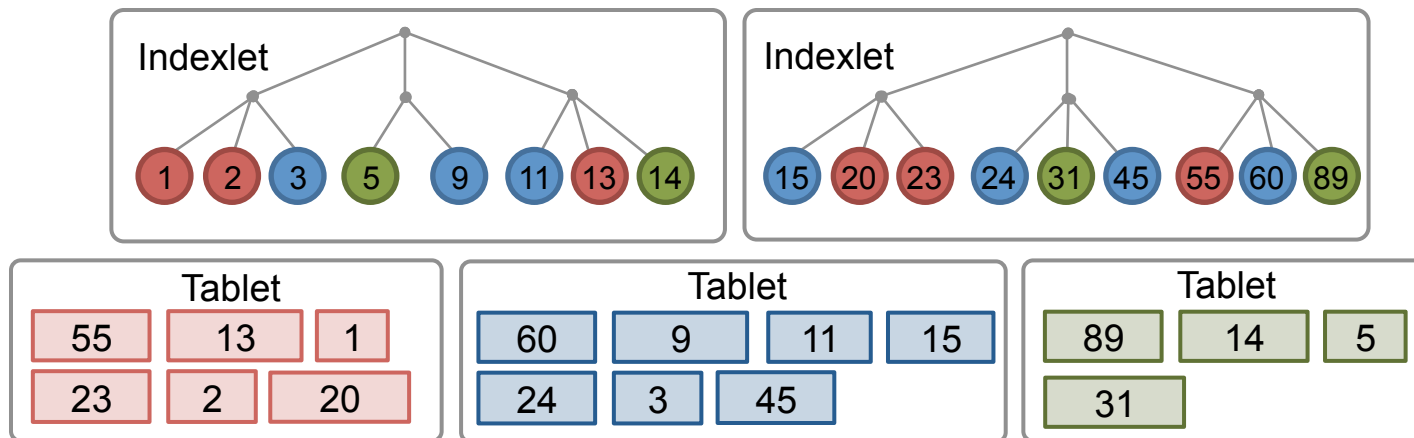 Indexlet
1 2 3 5 9 11 13 14
Indexlet
15 20 23 24 31 45 55 60 89
Tablet
55 13 1
23 2 20
Tablet
60 9 11 15
24 3 45
Tablet
89 14 5
31